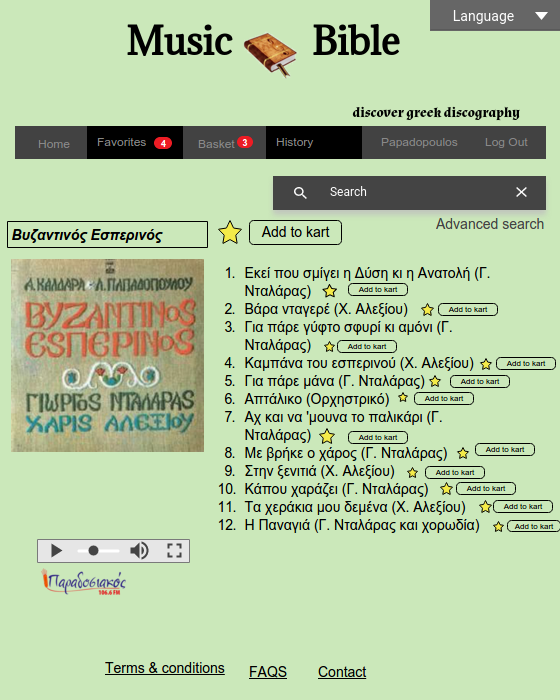 Language
Music Bible
discover greek discography
Home Favorites 4 Basket 3 History Papadopoulos Log Out
Search
Advanced search
Βυζαντινός Εσπερινός
Add to kart
Α.ΚΑΛΔΑΡΑ · Λ.ΠΑΠΑΔΟΠΟΥΛΟΥ
ΒΥΖΑΝΤΙΝΟΣ
ΕΣΠΕΡΙΝΟΣ
ΓΙΩΡΓΟΣ ΝΤΑΛΑΡΑΣ
ΧΑΡΙΣ ΑΛΕΞΙΟΥ
1. Εκεί που σμίγει η Δύση κι η Ανατολή (Γ.
Νταλάρας) Add to kart
2. Βάρα νταγερέ (Χ. Αλεξίου) Add to kart
3. Για πάρε γύφτο σφυρί κι αμόνι (Γ.
Νταλάρας) Add to kart
4. Καμπάνα του εσπερινού (Χ. Αλεξίου) Add to kart
5. Για πάρε μάνα (Γ. Νταλάρας) Add to kart
6. Απτάλικο (Ορχηστρικό) Add to kart
7. Αχ και να 'μουνα το παλικάρι (Γ.
Νταλάρας) Add to kart
8. Με βρήκε ο χάρος (Γ. Νταλάρας) Add to kart
9. Στην ξενιτιά (Χ. Αλεξίου) Add to kart
10. Κάπου χαράζει (Γ. Νταλάρας) Add to kart
11. Τα χεράκια μου δεμένα (Χ. Αλεξίου) Add to kart
12. Η Παναγιά (Γ. Νταλάρας και χορωδία) Add to kart
Παραδοσιακός
106.6 FM
Terms & conditions FAQS Contact